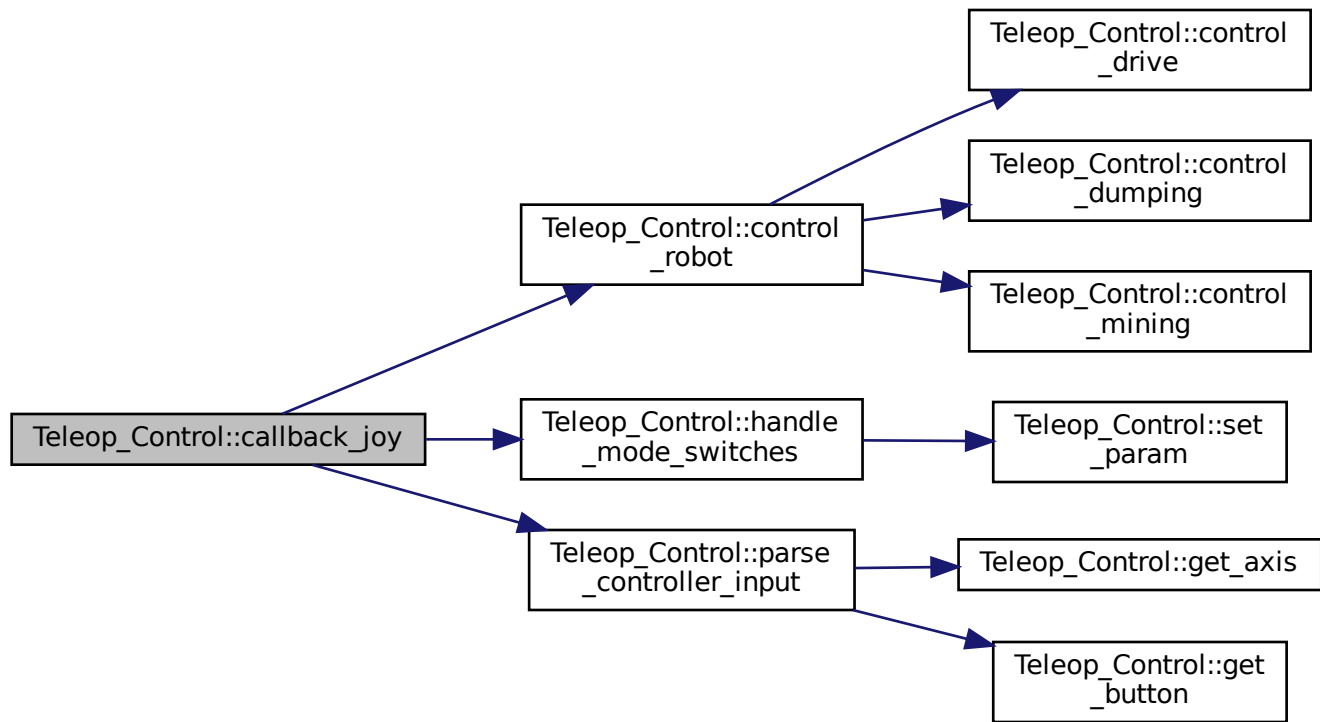 Teleop_Control::callback_joy
Teleop_Control::control
_robot
Teleop_Control::handle
_mode_switches
Teleop_Control::parse
_controller_input
Teleop_Control::control
_drive
Teleop_Control::control
_dumping
Teleop_Control::control
_mining
Teleop_Control::set
_param
Teleop_Control::get_axis
Teleop_Control::get
_button